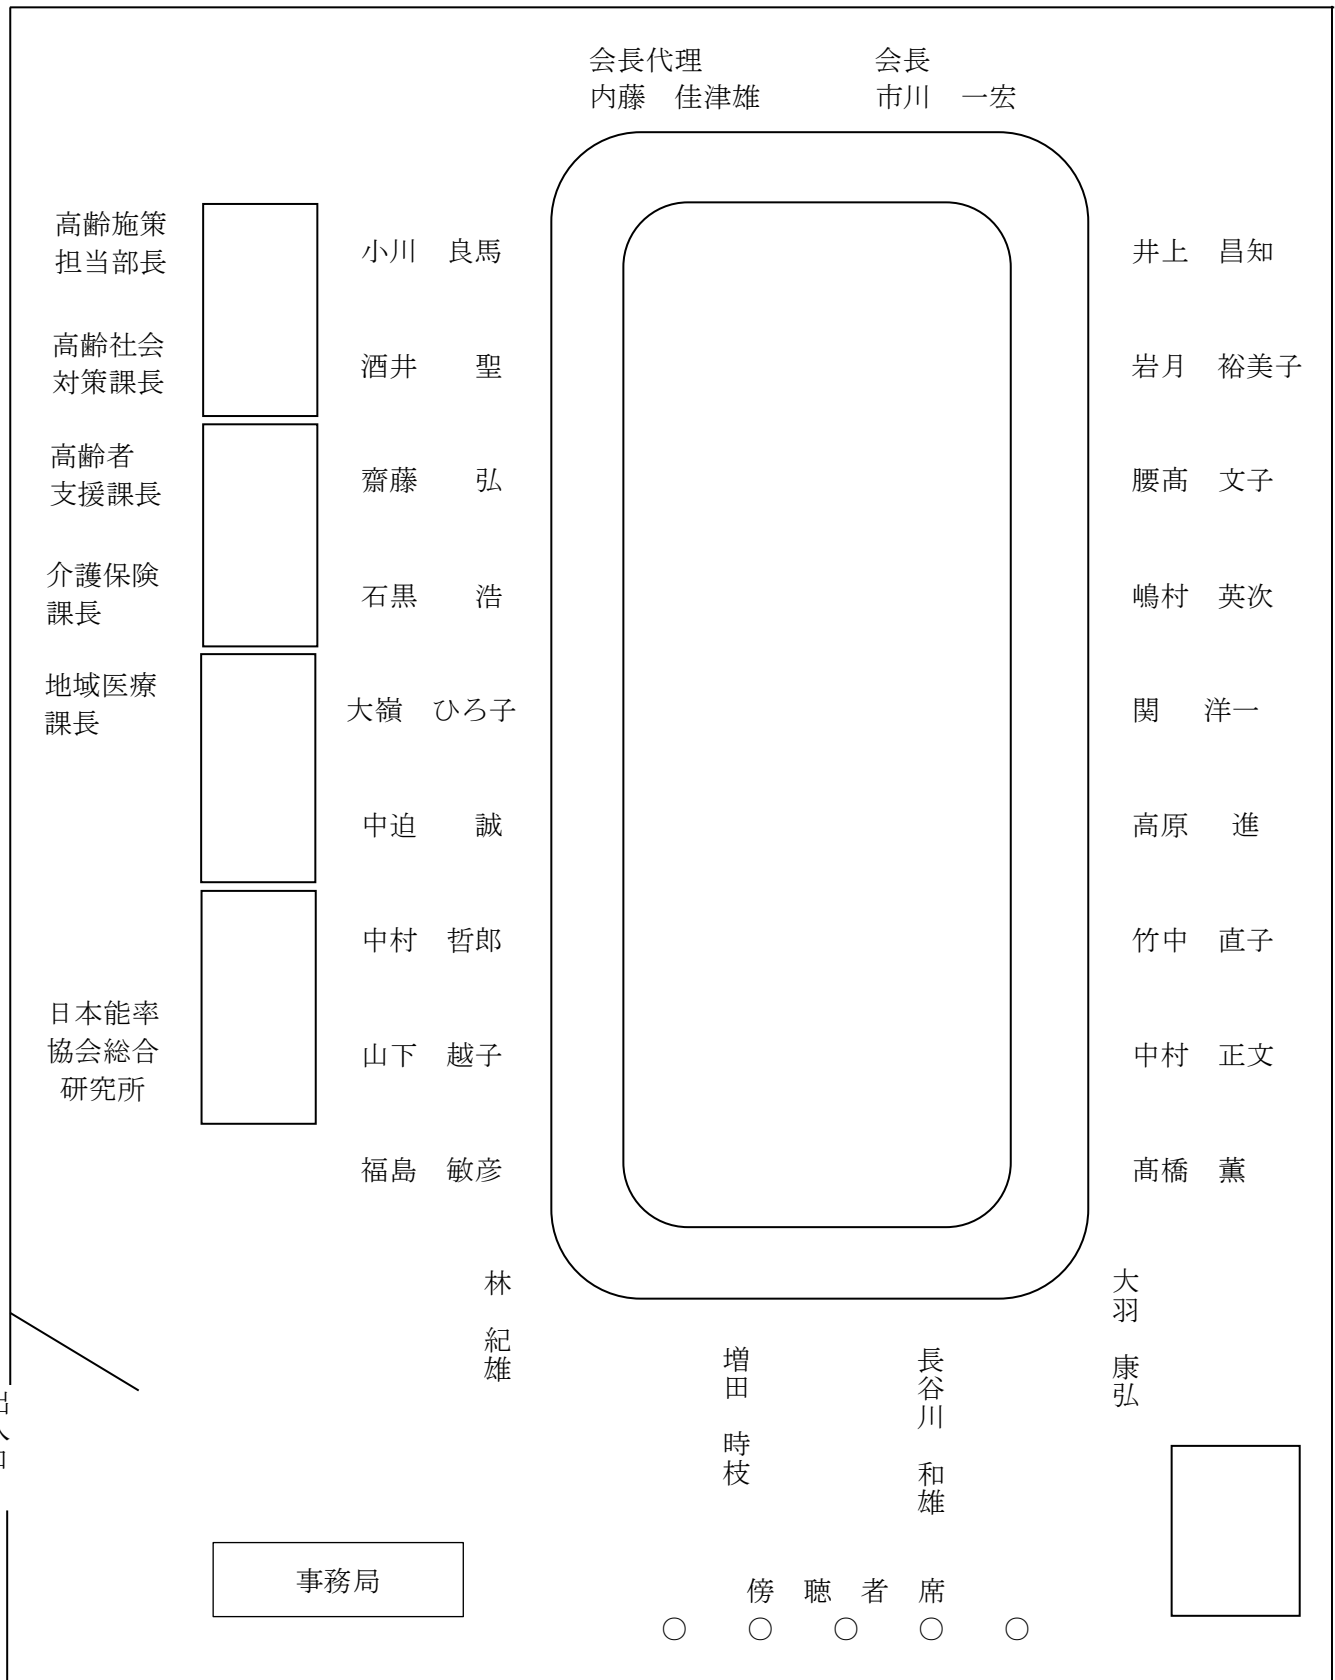 会長代理
内藤　佳津雄
会長
市川　一宏
高齢施策
担当部長
高齢社会
対策課長
高齢者
支援課長
介護保険
課長
地域医療
課長
日本能率
協会総合
研究所
小川　良馬
酒井　　聖
齋藤　　弘
石黒　　浩
大嶺　ひろ子
中迫　　誠
中村　哲郎
山下　越子
福島　敏彦
井上　昌知
岩月　裕美子
腰髙　文子
嶋村　英次
関　洋一
高原　進
竹中　直子
中村　正文
髙橋　薫
林　紀雄
増田　時枝
長谷川　和雄
大羽　康弘
出入口
事務局
傍　聴　者　席
○　○　○　○　○